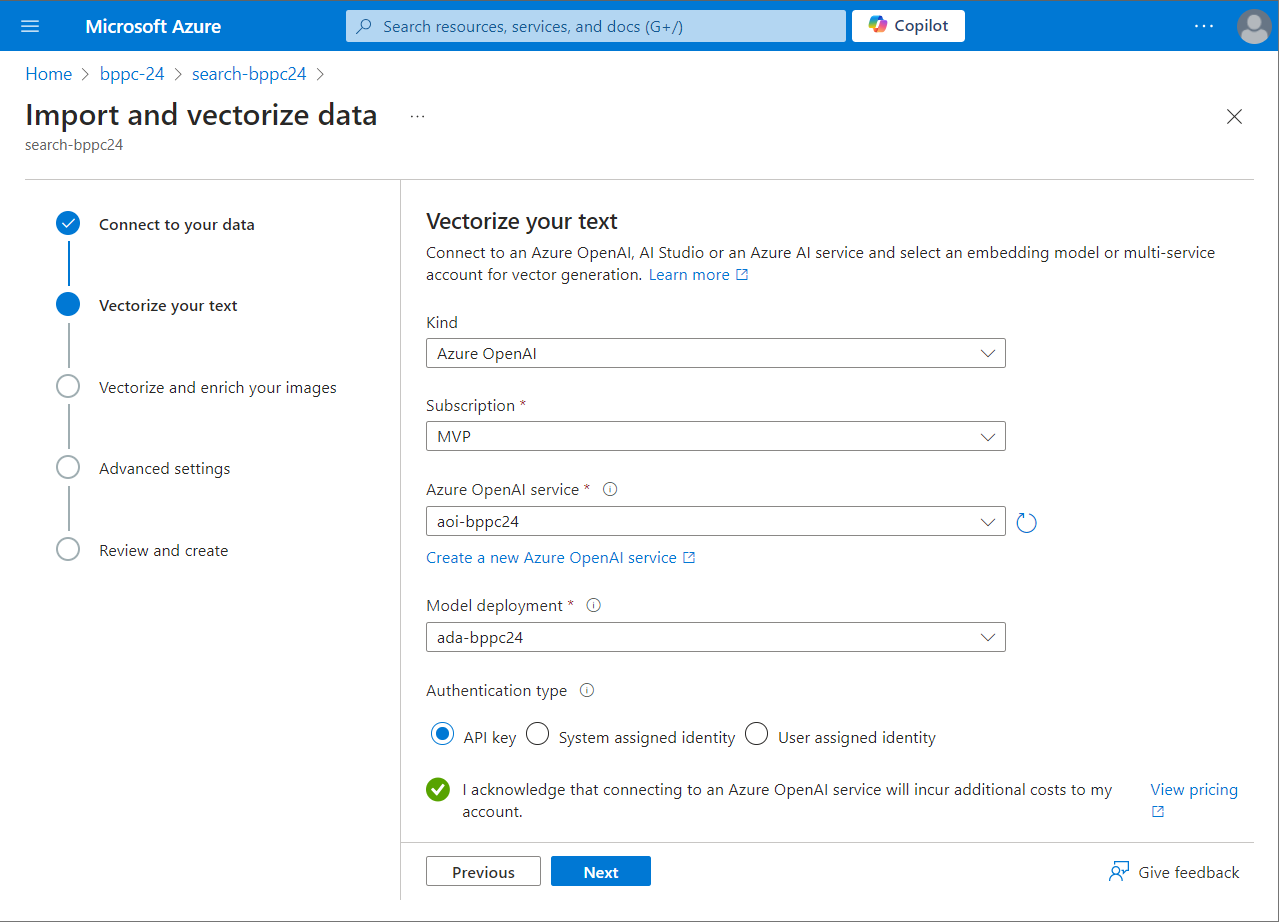 Microsoft Azure
Search resources, services, and docs (G+/)
Copilot
...
Home > bppc-24 > search-bppc24 >
Import and vectorize data ...
search-bppc24
Connect to your data
Vectorize your text
Vectorize and enrich your images
Advanced settings
Review and create
Vectorize your text
Connect to an Azure OpenAI, AI Studio or an Azure AI service and select an embedding model or multi-service
account for vector generation. Learn more
Kind
Azure OpenAI
Subscription *
MVP
Azure OpenAI service *
aoi-bppc24
Create a new Azure OpenAI service
Model deployment *
ada-bppc24
Authentication type
API key System assigned identity User assigned identity
I acknowledge that connecting to an Azure OpenAI service will incur additional costs to my
account.
View pricing
Previous Next
Give feedback